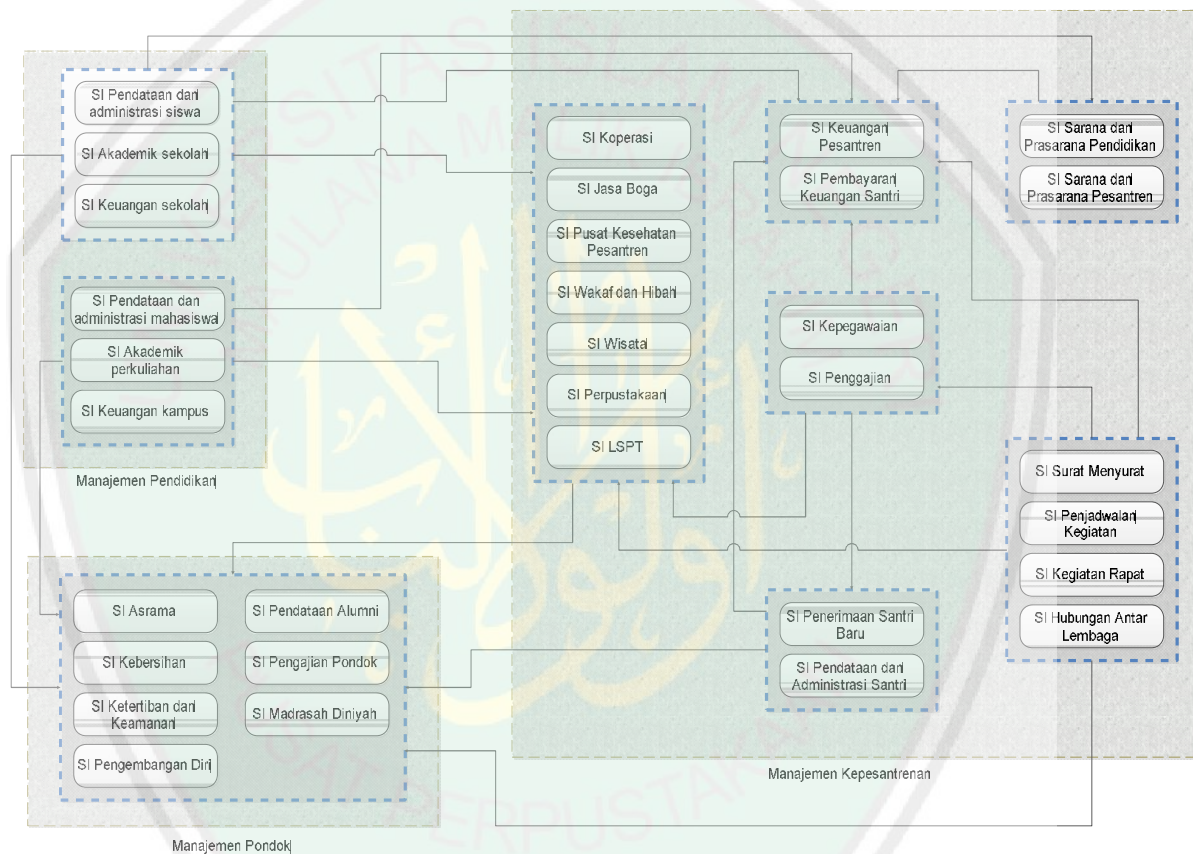 SI Pendataan dan
administrasi siswa
SI Akademik sekolah
SI Keuangan sekolah
SI Pendataan dan
administrasi mahasiswa
SI Akademik
perkuliahan
SI Keuangan kampus
Manajemen Pendidikan
SI Koperasi
SI Jasa Boga
SI Pusat Kesehatan
Pesantren
SI Wakaf dan Hibah
SI Wisata
SI Perpustakaan
SI LSPT
SI Keuangan
Pesantren
SI Pembayaran
Keuangan Santri
SI Sarana dan
Prasarana Pendidikan
SI Sarana dan
Prasarana Pesantren
SI Kepegawaian
SI Penggajian
SI Surat Menyurat
SI Penjadwalan
Kegiatan
SI Kegiatan Rapat
SI Hubungan Antar
Lembaga
SI Penerimaan Santri
Baru
SI Pendataan dan
Administrasi Santri
Manajemen Kepesantrenan
SI Asrama
SI Kebersihan
SI Ketertiban dan
Keamanan
SI Pengembangan Diri
SI Pendataan Alumni
SI Pengajian Pondok
SI Madrasah Diniyah
Manajemen Pondok